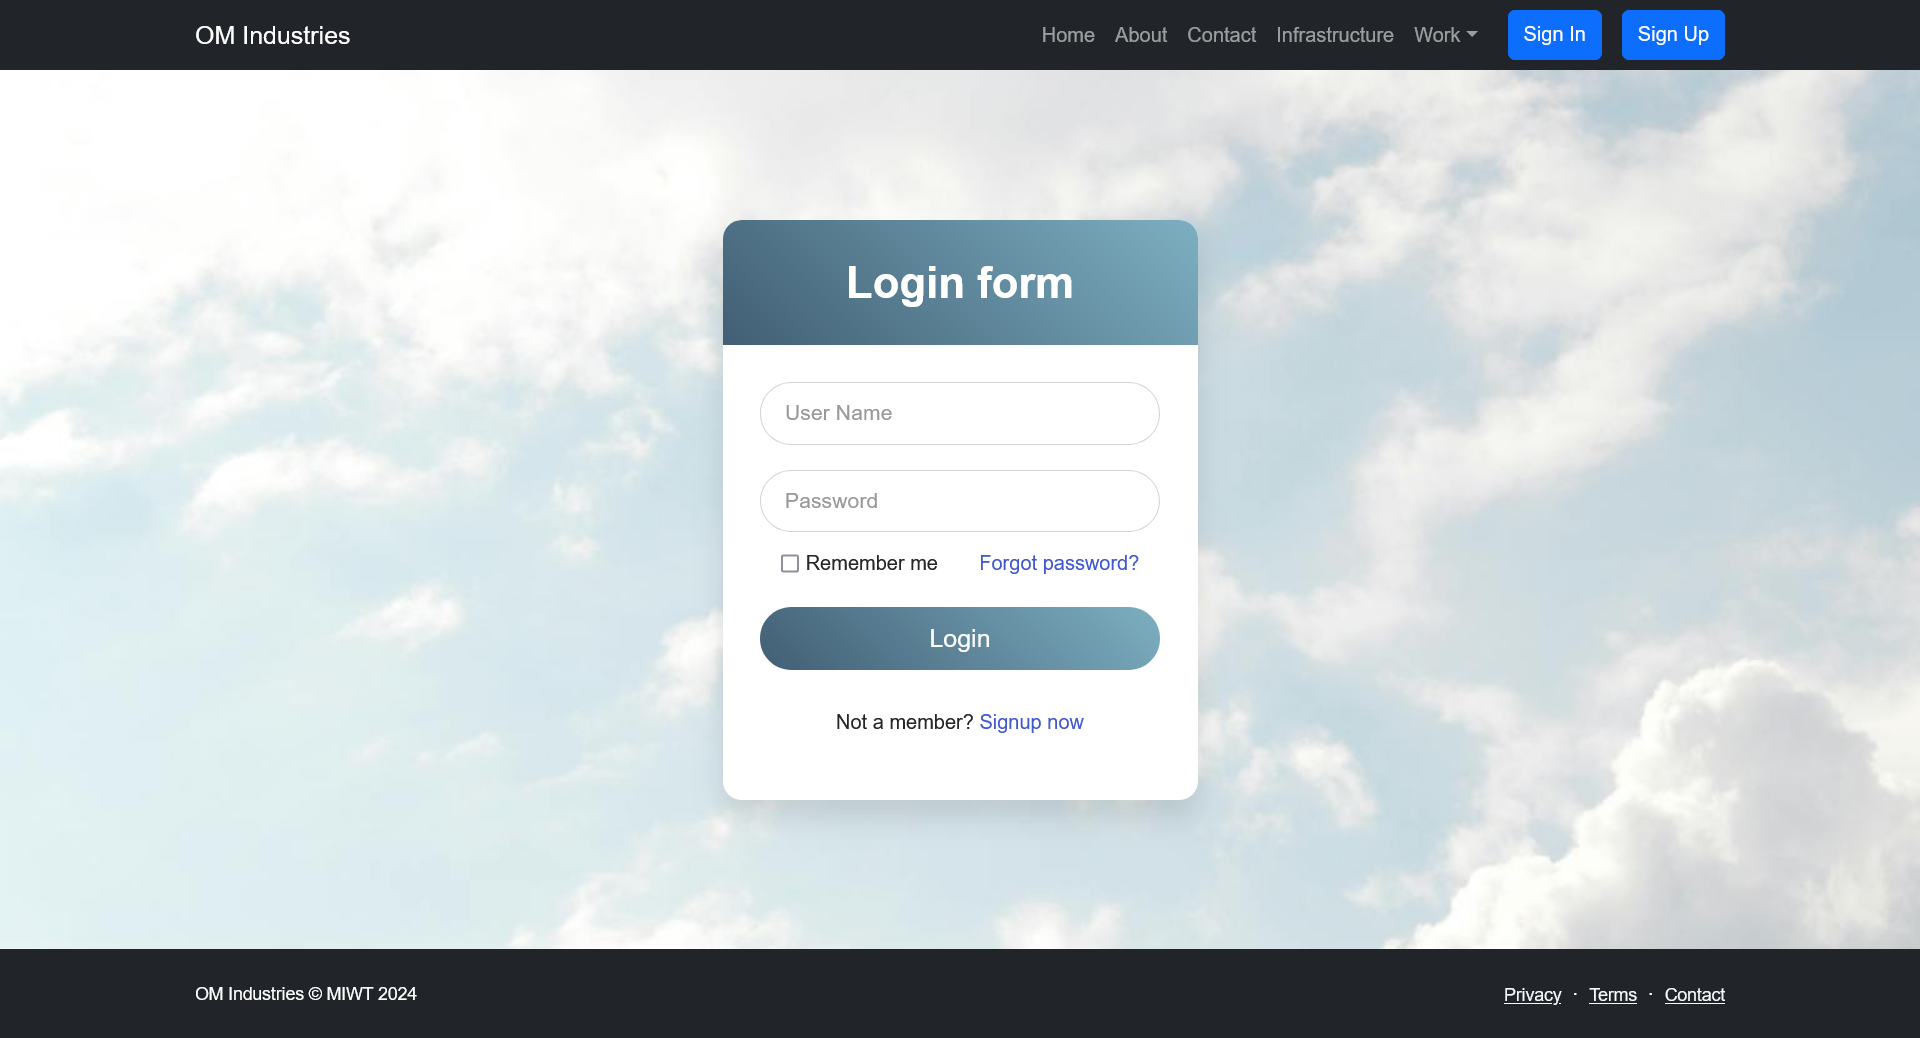 OM Industries
Home About Contact Infrastructure Work Sign In Sign Up
Login form
User Name
Password
Remember me Forgot password?
Login
Not a member? Signup now
OM Industries © MIWT 2024
Privacy · Terms · Contact